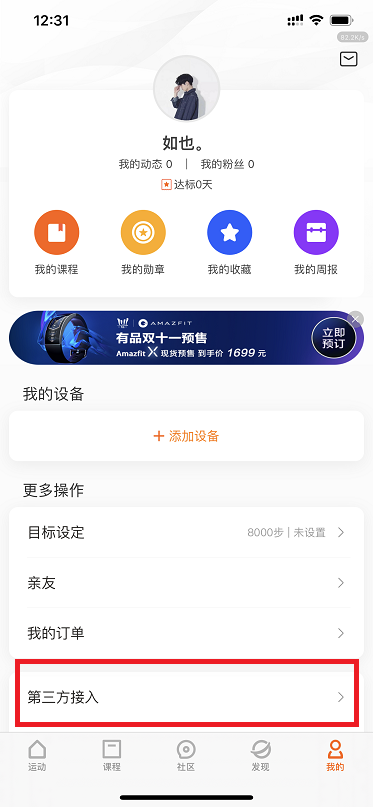 12:31
62.5K/s
如也。
我的动态 0 | 我的粉丝 0
达标0天
我的课程 我的勋章 我的收藏 我的周报
AMAZFIT
有品双十一预售
Amazfit X 现货预售 到手价 1699 元
立即
预订
我的设备
+ 添加设备
更多操作
目标设定 8000步 | 未设置
亲友
我的订单
第三方接入
运动 课程 社区 发现 我的